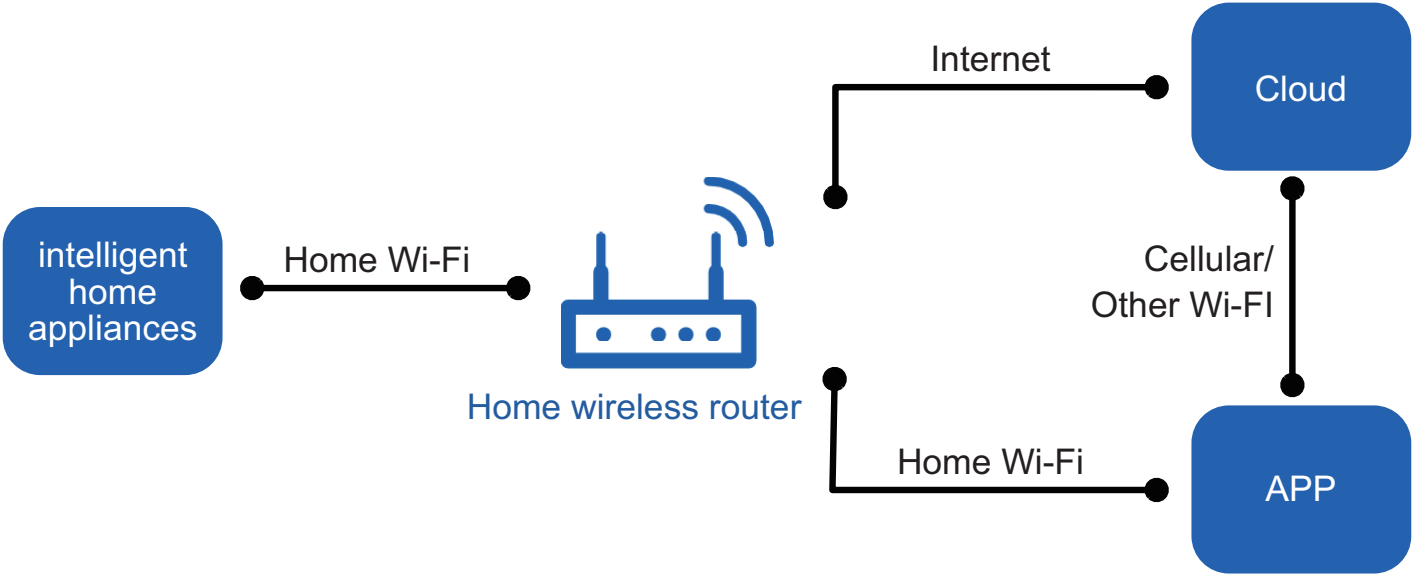 Internet
Cloud
intelligent
home
appliances
Home Wi-Fi
Cellular/
Other Wi-FI
Home wireless router
Home Wi-Fi
APP